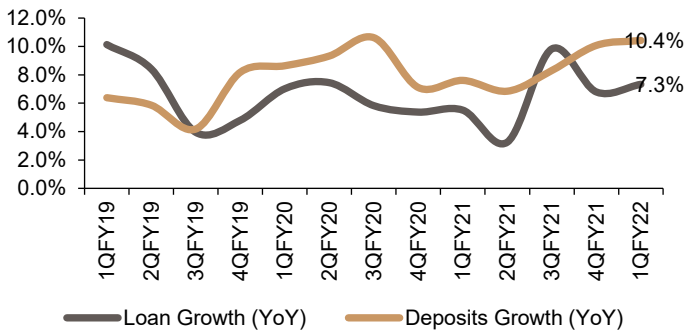 12.0%
10.0%
8.0%
6.0%
4.0%
2.0%
0.0%
10.4%
7.3%
1QFY19
2QFY19
3QFY19
4QFY19
1QFY20
2QFY20
3QFY20
4QFY20
1QFY21
2QFY21
3QFY21
4QFY21
1QFY22
Loan Growth (YoY)
Deposits Growth (YoY)